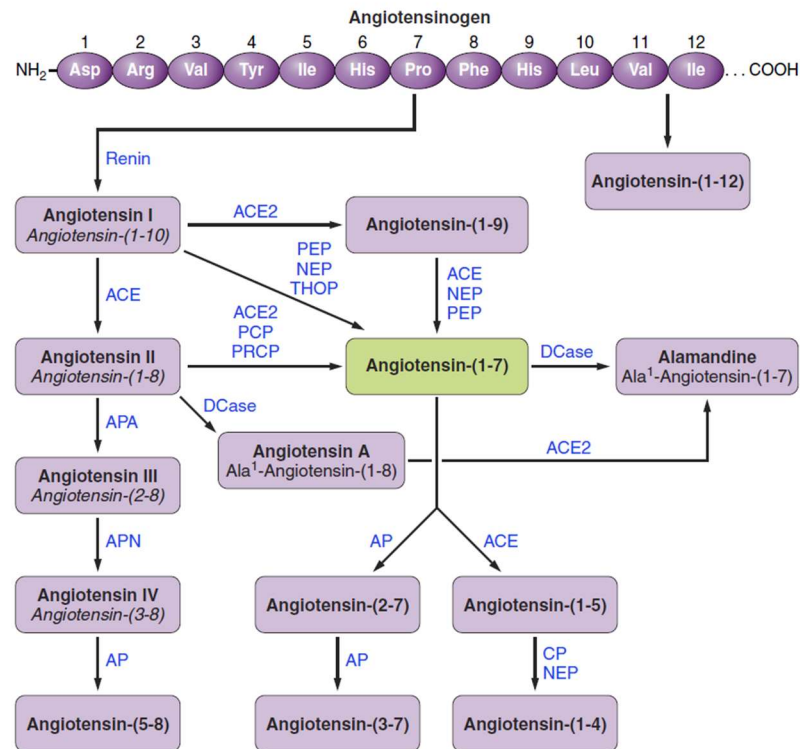 Angiotensinogen
1 2 3 4 5 6 7 8 9 10 11 12
NH2 Asp Arg Val Tyr Ile His Pro Phe His Leu Val Ile ... COOH
Renin
Angiotensin-(1-12)
Angiotensin I
Angiotensin-(1-10)
ACE2
Angiotensin-(1-9)
PEP
NEP
THOP
ACE
ACE
NEP
PEP
ACE2
PCP
PRCP
Angiotensin II
Angiotensin-(1-8)
Angiotensin-(1-7)
DCase
Alamandine
Ala1-Angiotensin-(1-7)
APA
DCase
Angiotensin A
Ala1-Angiotensin-(1-8)
ACE2
Angiotensin III
Angiotensin-(2-8)
APN
AP
ACE
Angiotensin IV
Angiotensin-(3-8)
Angiotensin-(2-7)
Angiotensin-(1-5)
AP
AP
CP
NEP
Angiotensin-(5-8)
Angiotensin-(3-7)
Angiotensin-(1-4)